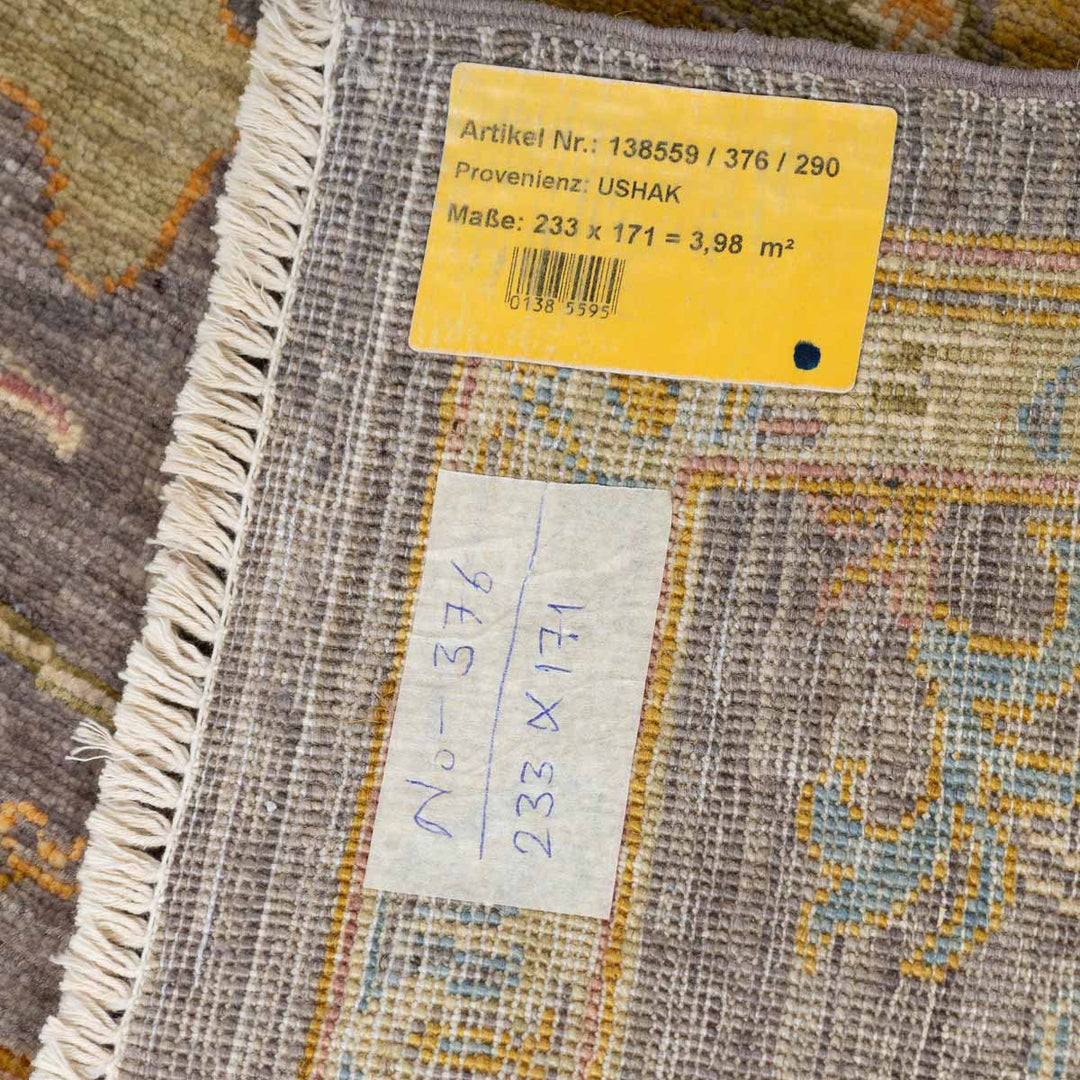 Artikel Nr.: 138559 / 376 / 290
Provenienz: USHAK
Maße: 233 x 171 = 3,98 m²
0138 5595
No-376
233 x 171